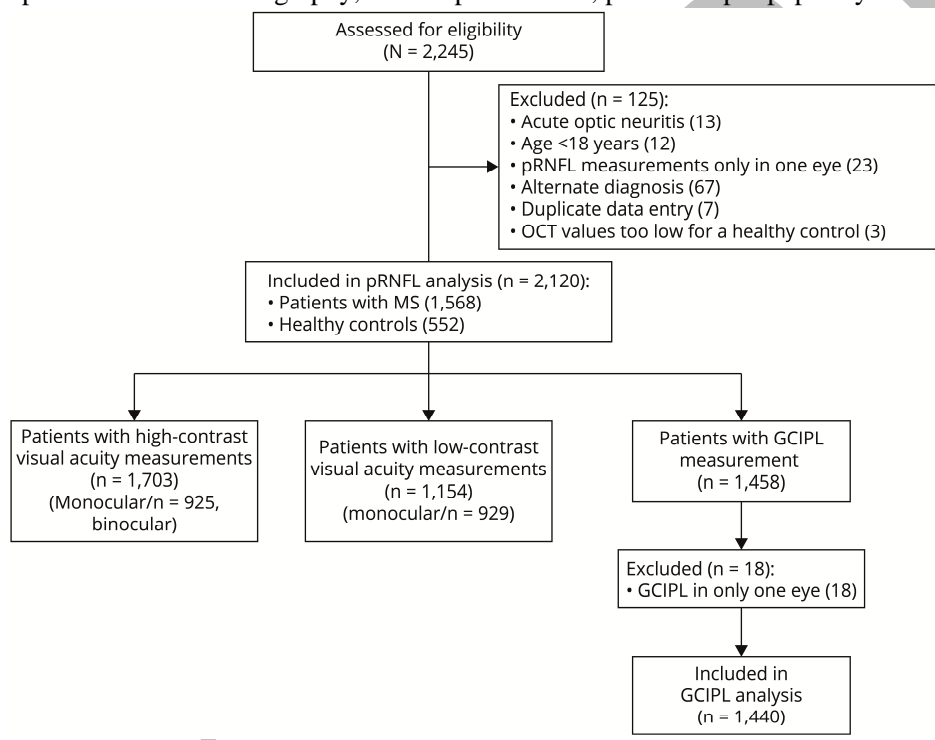 Assessed for eligibility
(N = 2,245)
Excluded (n = 125):
• Acute optic neuritis (13)
• Age <18 years (12)
• pRNFL measurements only in one eye (23)
• Alternate diagnosis (67)
• Duplicate data entry (7)
• OCT values too low for a healthy control (3)
Included in pRNFL analysis (n = 2,120):
• Patients with MS (1,568)
• Healthy controls (552)
Patients with high-contrast
visual acuity measurements
(n = 1,703)
(Monocular/n = 925,
binocular)
Patients with low-contrast
visual acuity measurements
(n = 1,154)
(monocular/n = 929)
Patients with GCIPL
measurement
(n = 1,458)
Excluded (n = 18):
• GCIPL in only one eye (18)
Included in
GCIPL analysis
(n = 1,440)